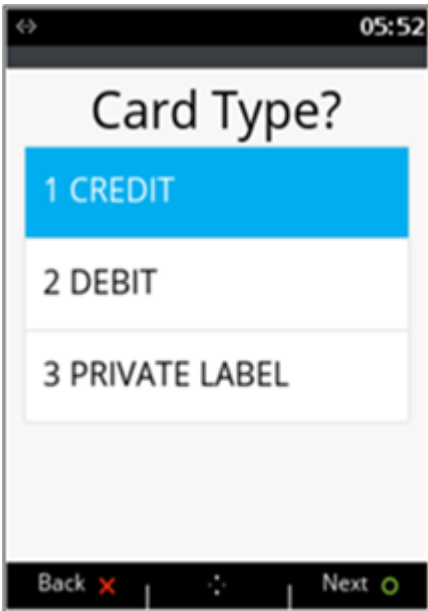 05:52
Card Type?
1 CREDIT
2 DEBIT
3 PRIVATE LABEL
Back Next